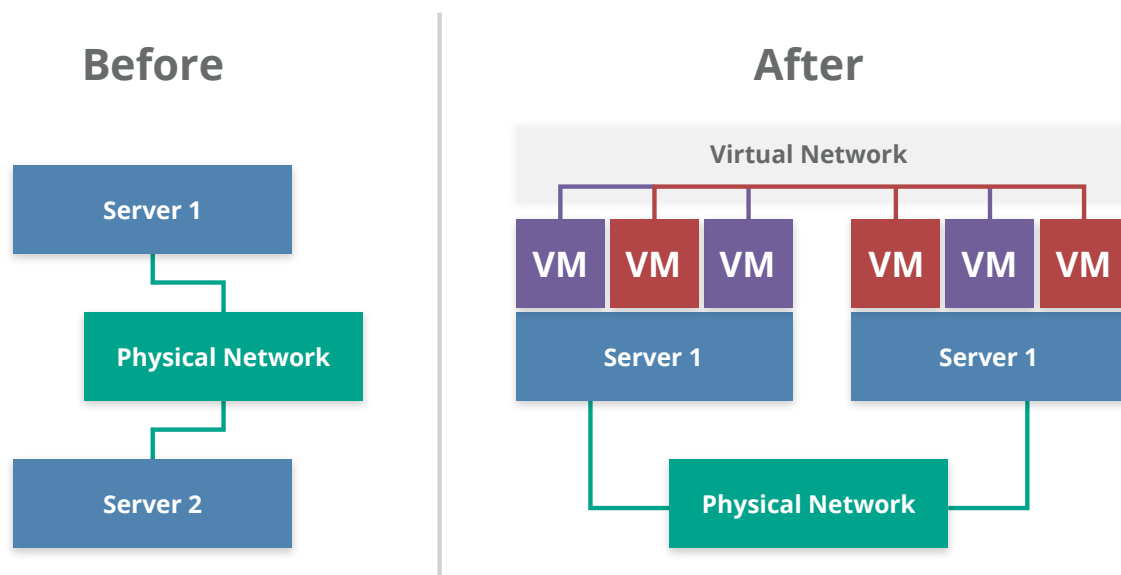 Before
Server 1
Physical Network
Server 2
After
Virtual Network
VM VM VM VM VM VM
Server 1 Server 1
Physical Network